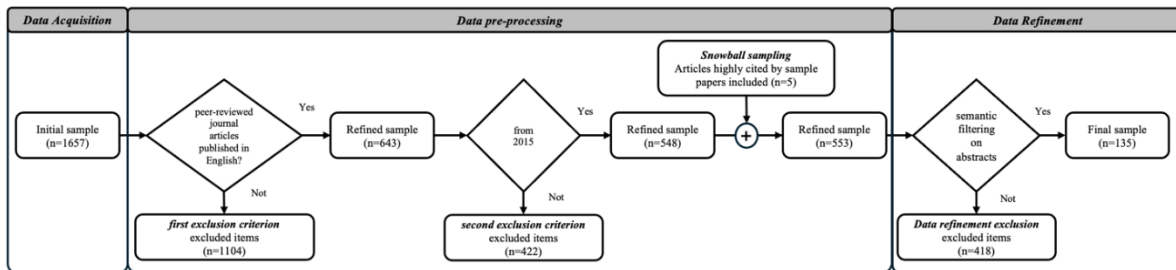 Data Acquisition
Data pre-processing
Data Refinement
Initial sample
(n=1657)
peer-reviewed
journal
articles
published in
English?
Yes
Not
first exclusion criterion
excluded items
(n=1104)
Refined sample
(n=643)
from
2015
Yes
Not
second exclusion criterion
excluded items
(n=422)
Refined sample
(n=548)
Snowball sampling
Articles highly cited by sample
papers included (n=5)
+
Refined sample
(n=553)
semantic
filtering
on
abstracts
Yes
Not
Data refinement exclusion
excluded items
(n=418)
Final sample
(n=135)